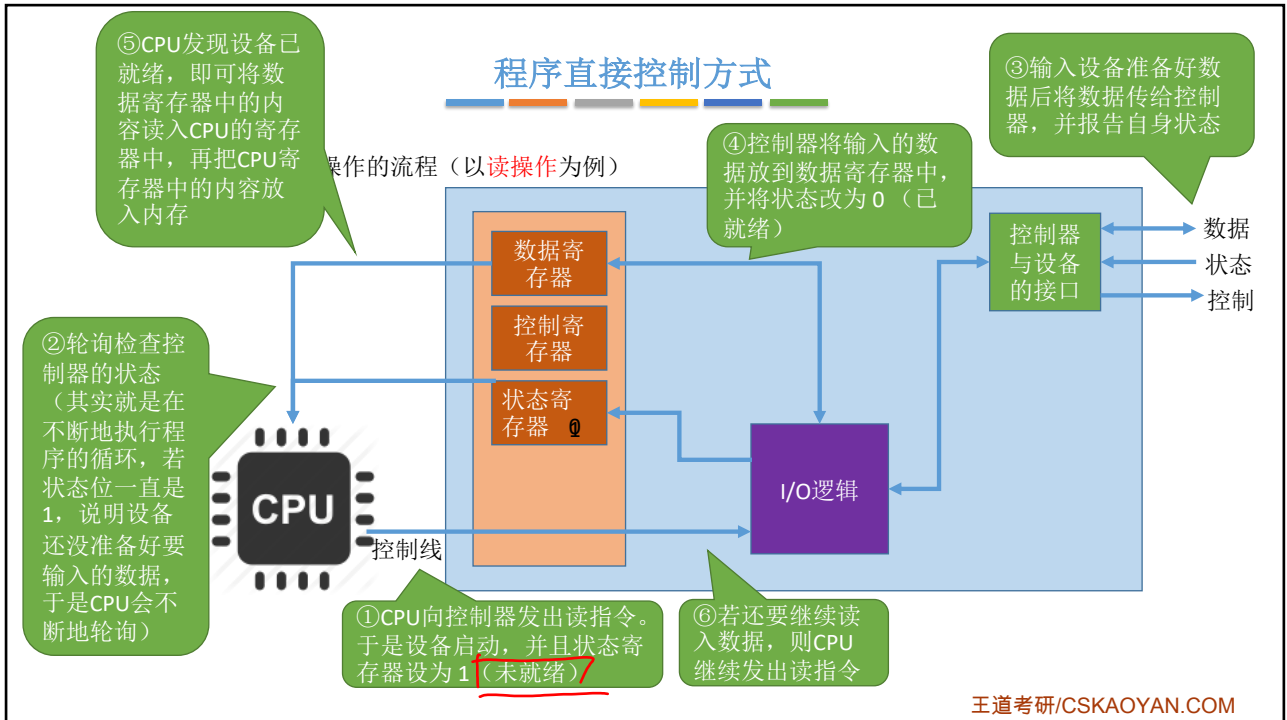 程序直接控制方式
⑤CPU发现设备已
就绪，即可将数
据寄存器中的内
容读入CPU的寄存
器中，再把CPU寄
存器中的内容放
入内存
操作的流程（以读操作为例）
③输入设备准备好数
据后将数据传给控制
器，并报告自身状态
④控制器将输入的数
据放到数据寄存器中，
并将状态改为 0 （已
就绪）
数据寄
存器
控制寄
存器
状态寄
存器
控制器
与设备
的接口
数据
状态
控制
②轮询检查控
制器的状态
（其实就是在
不断地执行程
序的循环，若
状态位一直是
1，说明设备
还没准备好要
输入的数据，
于是CPU会不
断地轮询）
CPU
I/O逻辑
控制线
①CPU向控制器发出读指令。
于是设备启动，并且状态寄
存器设为 1（未就绪）
⑥若还要继续读
入数据，则CPU
继续发出读指令
王道考研/CSKAOYAN.COM